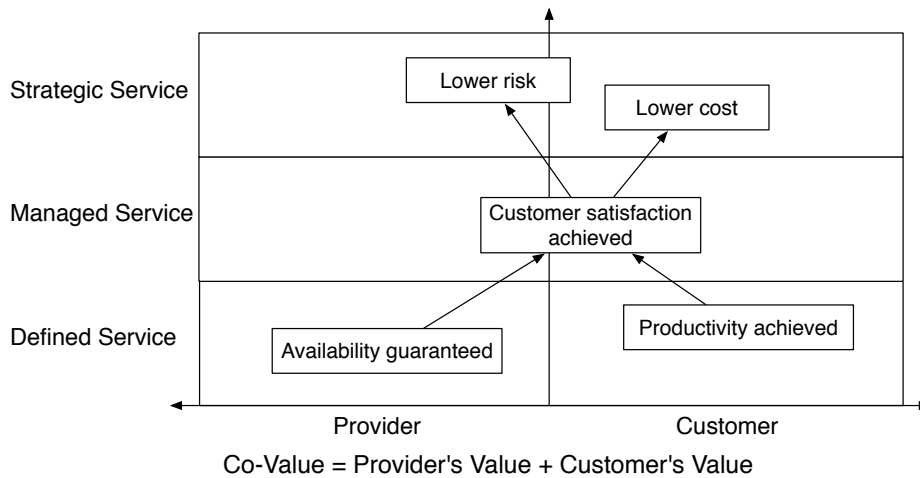 Strategic Service
Lower risk
Lower cost
Managed Service
Customer satisfaction
achieved
Defined Service
Availability guaranteed
Productivity achieved
Provider
Customer
Co-Value = Provider's Value + Customer's Value